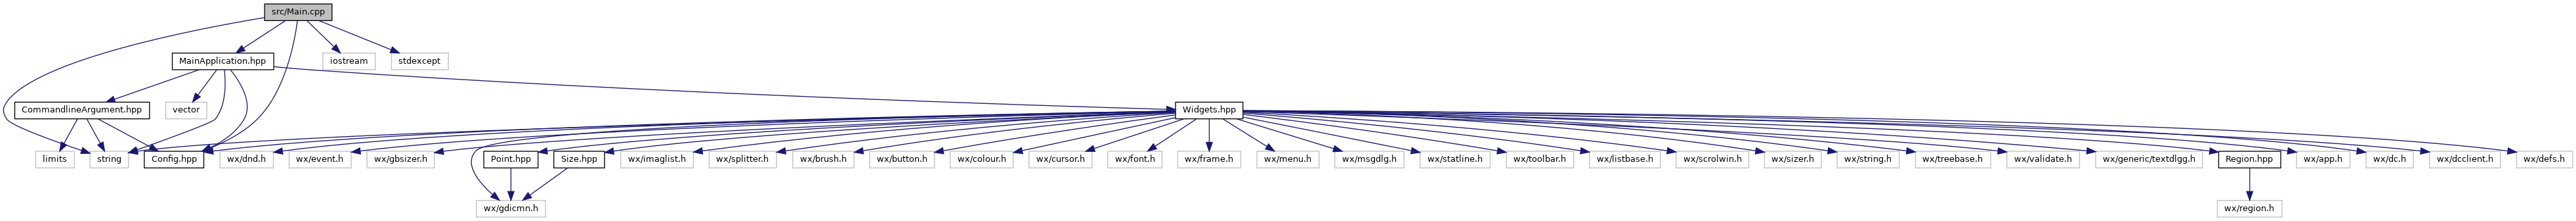 src/Main.cpp
MainApplication.hpp
iostream
stdexcept
CommandlineArgument.hpp
vector
Widgets.hpp
limits
string
Config.hpp
wx/dnd.h
wx/event.h
wx/gbsizer.h
Point.hpp
Size.hpp
wx/imaglist.h
wx/splitter.h
wx/brush.h
wx/button.h
wx/colour.h
wx/cursor.h
wx/font.h
wx/frame.h
wx/menu.h
wx/msgdlg.h
wx/statline.h
wx/toolbar.h
wx/listbase.h
wx/scrolwin.h
wx/sizer.h
wx/string.h
wx/treebase.h
wx/validate.h
wx/generic/textdlgg.h
Region.hpp
wx/app.h
wx/dc.h
wx/dcclient.h
wx/defs.h
wx/gdicmn.h
wx/region.h